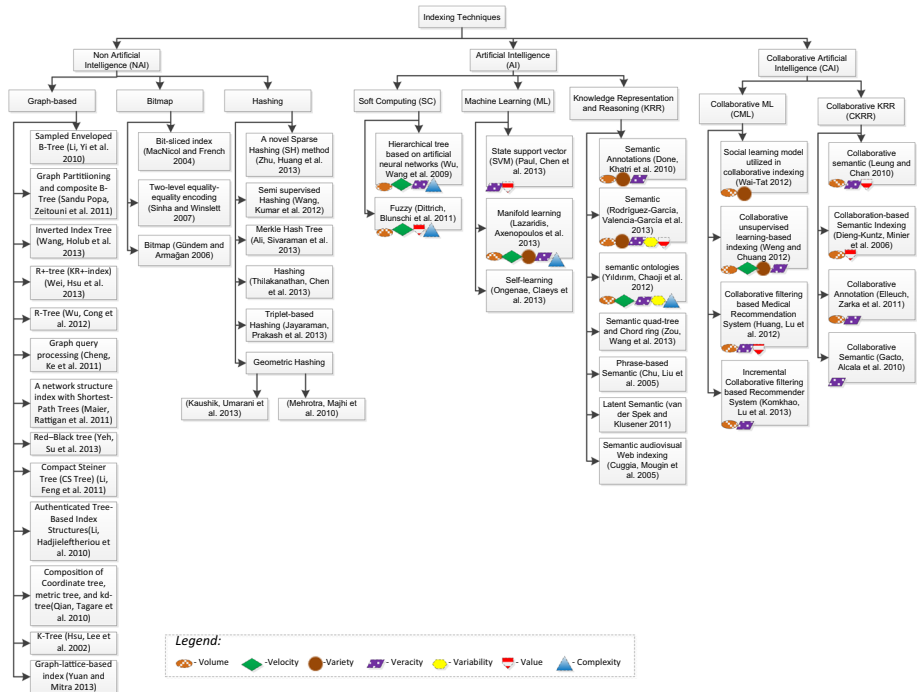 Indexing Techniques
Non Artificial
Intelligence (NAI)
Artificial Intelligence
(AI)
Collaborative Artificial
Intelligence (CAI)
Graph-based
Bitmap
Hashing
Soft Computing (SC)
Machine Learning (ML)
Knowledge Representation
and Reasoning (KRR)
Collaborative ML
(CML)
Collaborative KRR
(CKRR)
Sampled Enveloped
B-Tree (Li, Yi et al.
2010)
Graph Partitioning
and composite B-
Tree (Sandu Popa,
Zeitouni et al. 2011)
Inverted Index Tree
(Wang, Holub et al.
2013)
R+-tree (KR+-index)
(Wei, Hsu et al.
2013)
R-Tree (Wu, Cong et
al. 2012)
Graph query
processing (Cheng,
Ke et al. 2011)
A network structure
index with Shortest-
Path Trees (Maier,
Rattigan et al. 2011)
Red–Black tree (Yeh,
Su et al. 2013)
Compact Steiner
Tree (CS Tree) (Li,
Feng et al. 2011)
Authenticated Tree-
Based Index
Structures(Li,
Hadjieleftheriou et
al. 2010)
Composition of
Coordinate tree,
metric tree, and kd-
tree(Qian, Tagare et
al. 2010)
K-Tree (Hsu, Lee et
al. 2002)
Graph-lattice-based
index (Yuan and
Mitra 2013)
Bit-sliced index
(MacNicol and French
2004)
Two-level equality-
equality encoding
(Sinha and Winslett
2007)
Bitmap (Gündem and
Armağan 2006)
A novel Sparse
Hashing (SH) method
(Zhu, Huang et al.
2013)
Semi supervised
Hashing (Wang,
Kumar et al. 2012)
Merkle Hash Tree
(Ali, Sivaraman et al.
2013)
Hashing
(Thilakanathan, Chen
et al. 2013)
Triplet-based
Hashing (Jayaraman,
Prakash et al. 2013)
Geometric Hashing
(Kaushik, Umarani et
al. 2013)
(Mehrotra, Majhi et
al. 2010)
Hierarchical tree
based on artificial
neural networks (Wu,
Wang et al. 2009)
Fuzzy (Dittrich,
Blunschi et al. 2011)
State support vector
(SVM) (Paul, Chen et
al. 2013)
Manifold learning
(Lazaridis,
Axenopoulos et al.
2013)
Self-learning
(Ongenae, Claeys et
al. 2013)
Semantic
Annotations (Done,
Khatri et al. 2010)
Semantic
(Rodríguez-García,
Valencia-García et
al. 2013)
semantic ontologies
(Yıldırım, Chaoji et al.
2012)
Semantic quad-tree
and Chord ring (Zou,
Wang et al. 2013)
Phrase-based
Semantic (Chu, Liu
et al. 2005)
Latent Semantic (van
der Spek and
Klusener 2011)
Semantic audiovisual
Web indexing
(Cuggia, Mougin et
al. 2005)
Social learning model
utilized in
collaborative indexing
(Wai-Tat 2012)
Collaborative
unsupervised
learning-based
indexing (Weng and
Chuang 2012)
Collaborative filtering
based Medical
Recommendation
System (Huang, Lu et
al. 2012)
Incremental
Collaborative filtering
based Recommender
System (Komkhao, Lu
et al. 2013)
Collaborative
semantic (Leung and
Chan 2010)
Collaboration-based
Semantic Indexing
(Dieng-Kuntz, Minier
et al. 2006)
Collaborative
Annotation (Elleuch,
Zarka et al. 2011)
Collaborative
Semantic (Gacto,
Alcala et al. 2010)
Legend:
- Volume
-Velocity
-Variety
- Veracity
- Variability
- Value
- Complexity